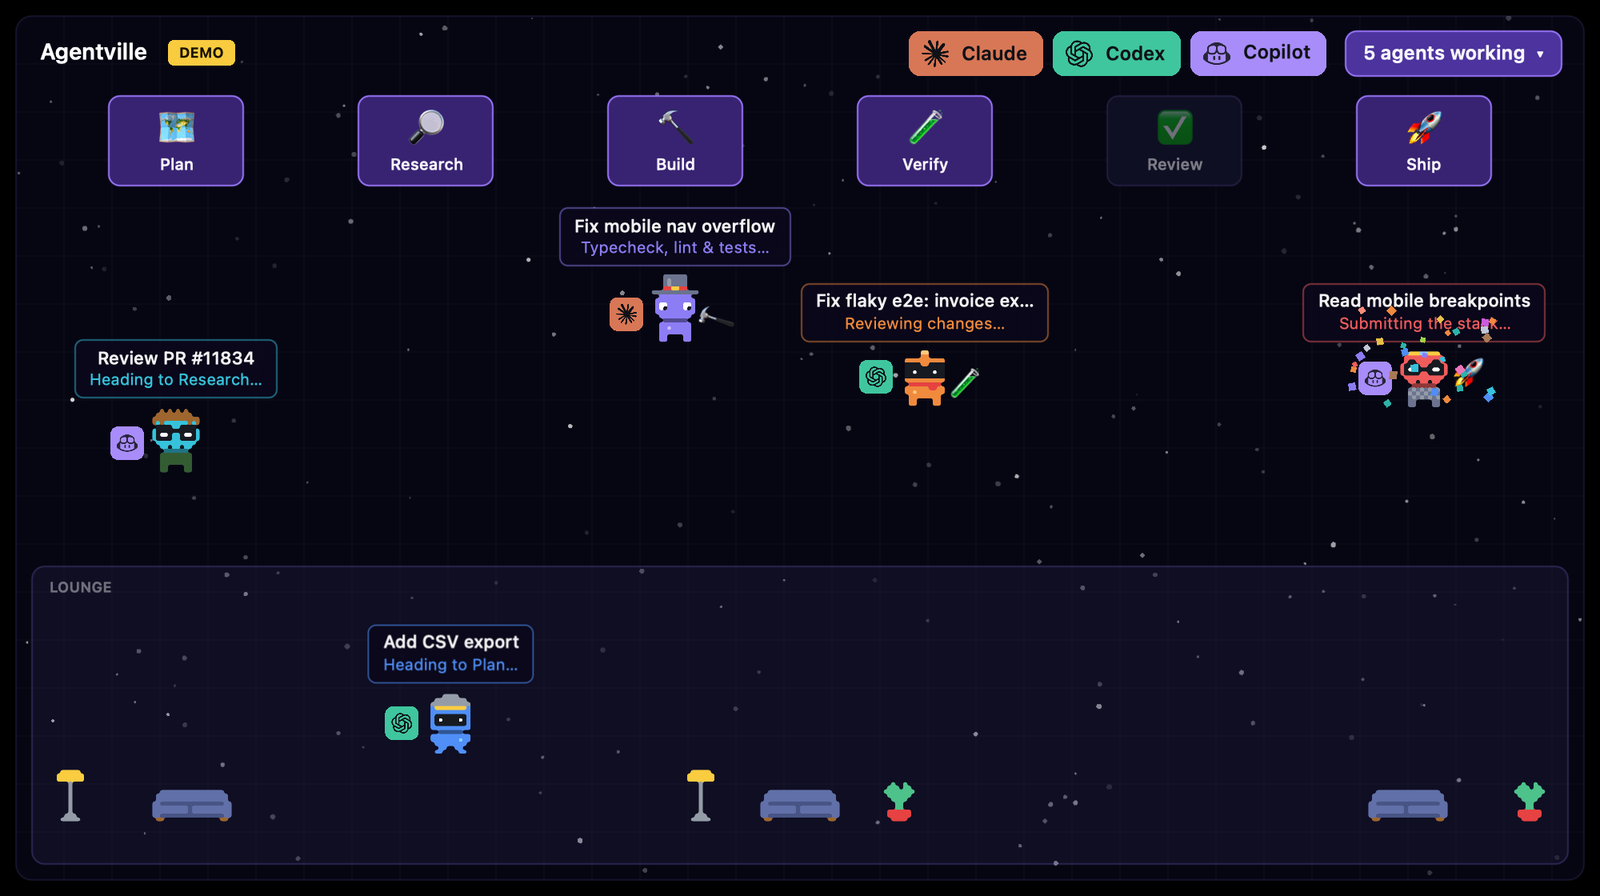 Agentville
DEMO
Claude
Codex
Copilot
5 agents working
Plan
Research
Build
Verify
Review
Ship
Fix mobile nav overflow
Typecheck, lint & tests...
Fix flaky e2e: invoice ex...
Reviewing changes...
Read mobile breakpoints
Submitting the stack...
Review PR #11834
Heading to Research...
LOUNGE
Add CSV export
Heading to Plan...